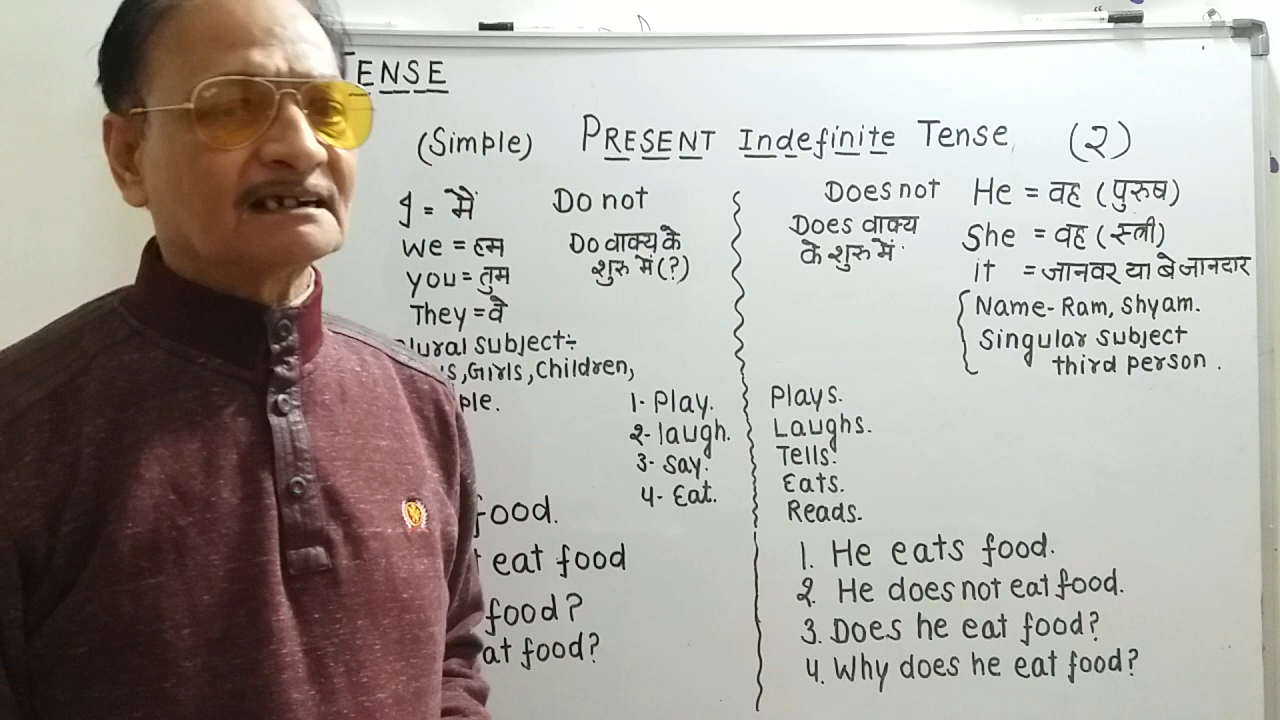 TENSE
(Simple) PRESENT Indefinite Tense (२)
I = मैं
Do not
we = हम
Do वाक्य के
शुरु में (?)
you = तुम
They = वे
Plural subject÷
Girls, Children,
1- Play.
2- laugh.
3- Say.
4- Eat.
food.
eat food
food?
food?
Does not
He = वह (पुरुष)
Does वाक्य
के शुरु में.
She = वह (स्त्री)
it = जानवर या बेजानदार
Name- Ram, Shyam.
Singular subject
third person.
Plays.
Laughs.
Tells.
Eats.
Reads.
1. He eats food.
2. He does not eat food.
3. Does he eat food?
4. Why does he eat food?